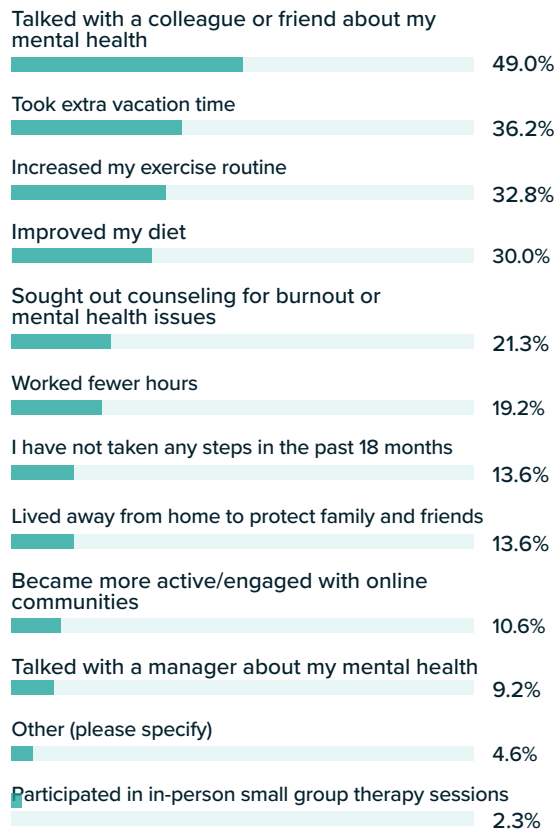 Talked with a colleague or friend about my
mental health
49.0%
Took extra vacation time
36.2%
Increased my exercise routine
32.8%
Improved my diet
30.0%
Sought out counseling for burnout or
mental health issues
21.3%
Worked fewer hours
19.2%
I have not taken any steps in the past 18 months
13.6%
Lived away from home to protect family and friends
13.6%
Became more active/engaged with online
communities
10.6%
Talked with a manager about my mental health
9.2%
Other (please specify)
4.6%
Participated in in-person small group therapy sessions
2.3%